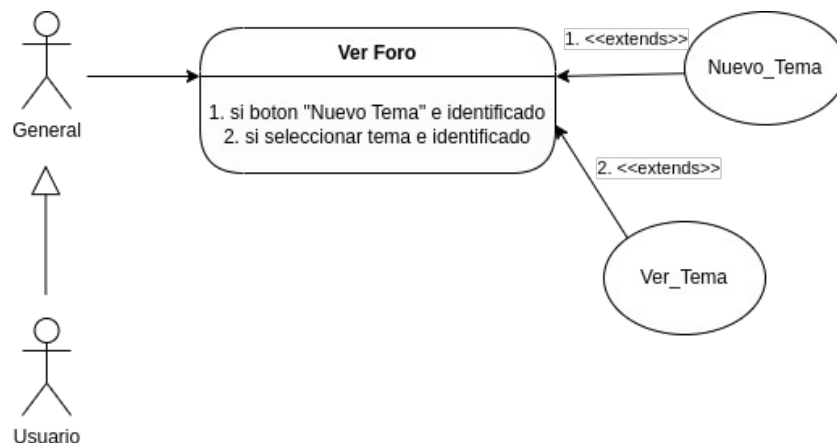 1. <<extends>>
Ver Foro
Nuevo_Tema
General
1. si boton "Nuevo Tema" e identificado
2. si seleccionar tema e identificado
2. <<extends>>
Ver_Tema
Usuario